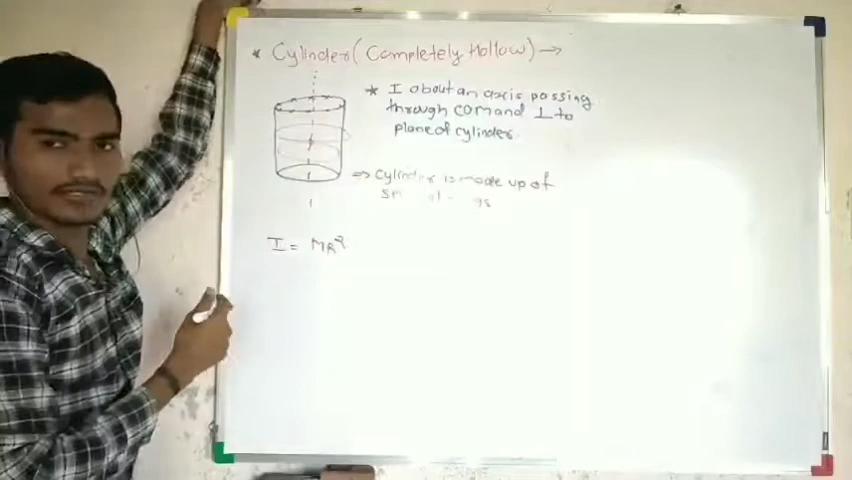 * Cylinder (Completely Hollow) →
* I about an axis passing
through com and ⊥ to
plane of cylinders.
⇒ Cylinder is made up of
I = MR²